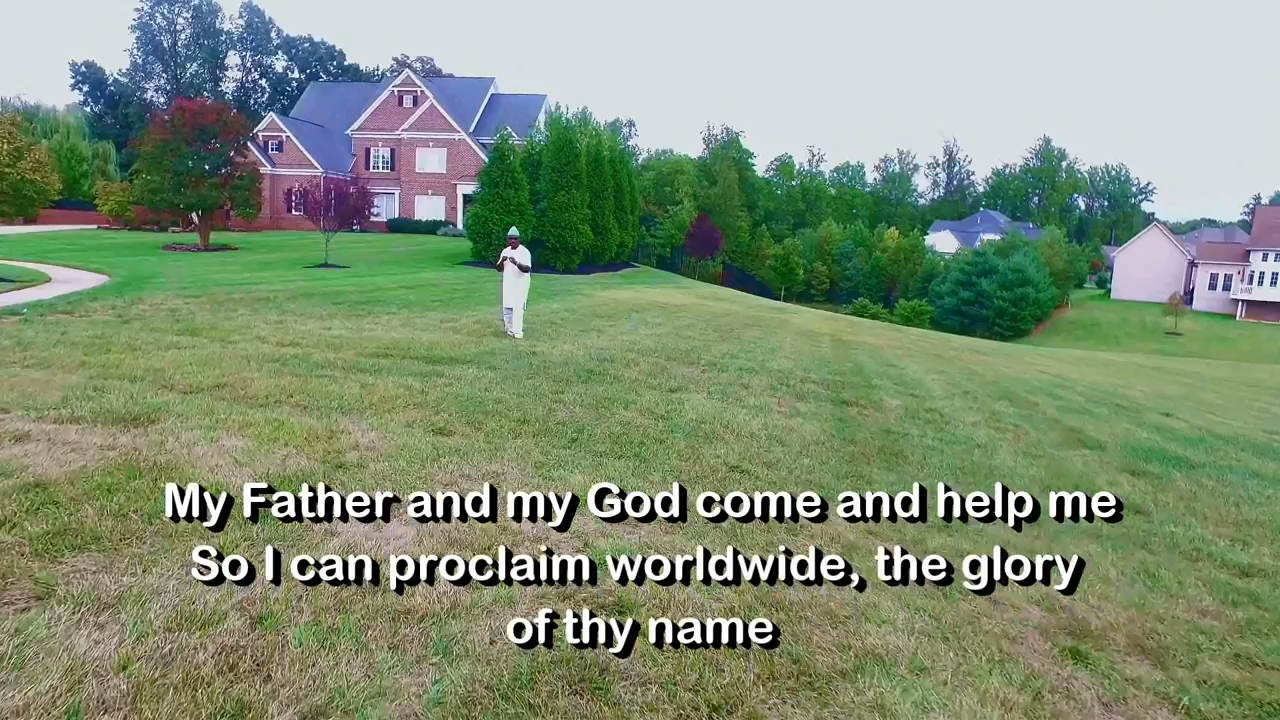 My Father and my God come and help me
So I can proclaim worldwide, the glory
of thy name